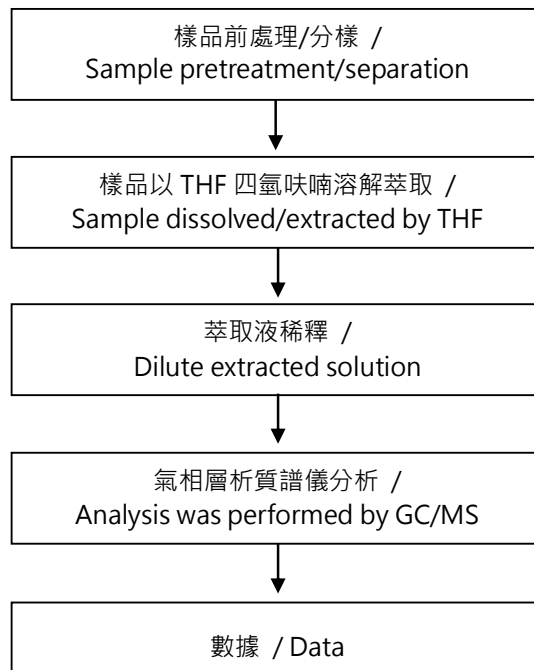 樣品前處理/分樣 /
Sample pretreatment/separation
樣品以 THF 四氫呋喃溶解萃取 /
Sample dissolved/extracted by THF
萃取液稀釋 /
Dilute extracted solution
氣相層析質譜儀分析 /
Analysis was performed by GC/MS
數據 / Data